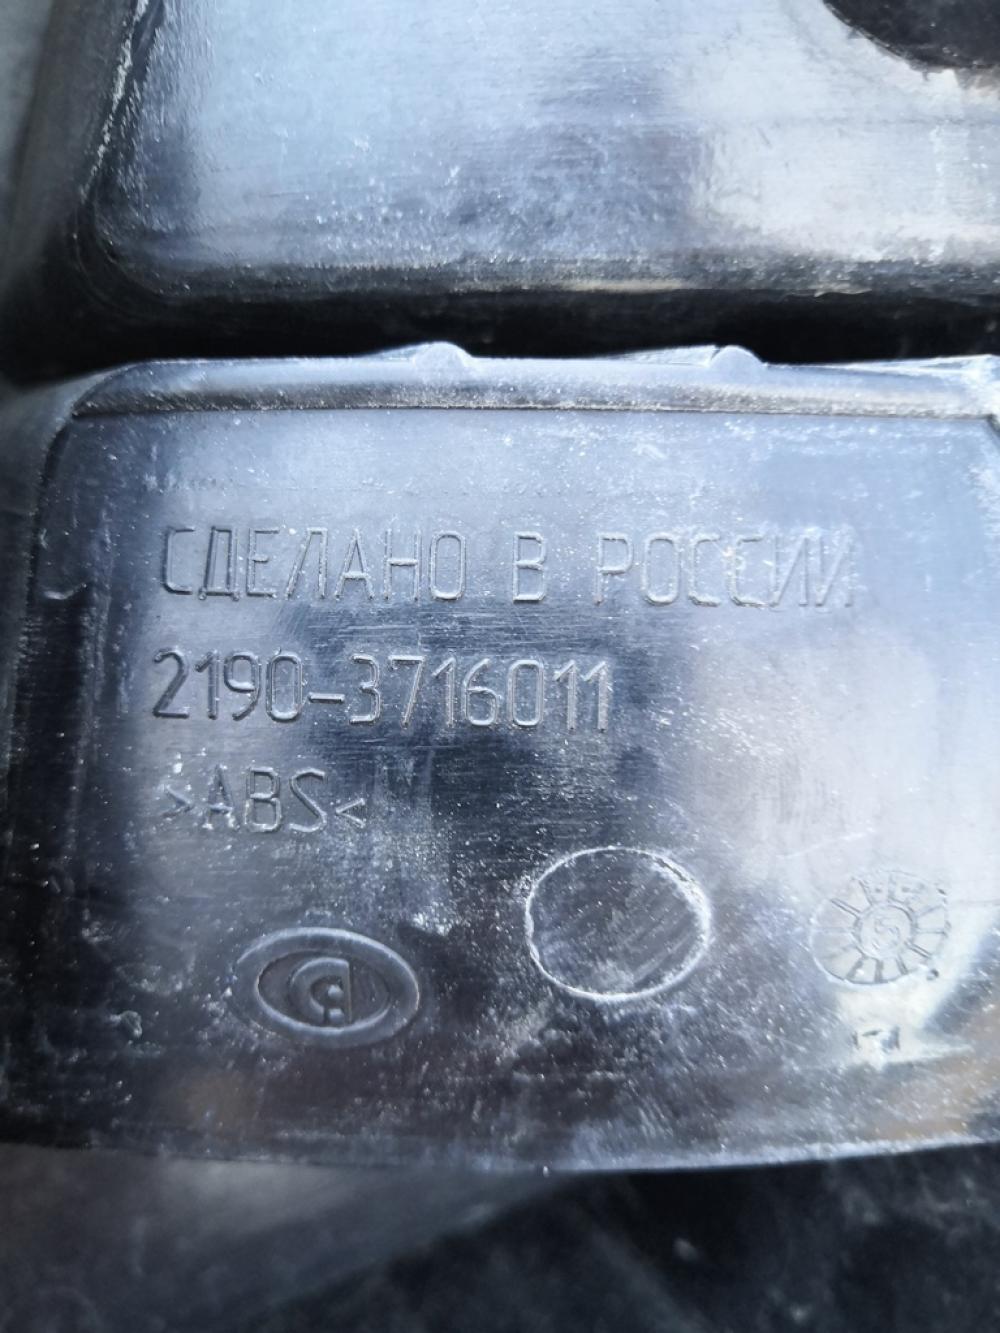 СДЕЛАНО В РОССИИ
2190-3716011
>ABS<